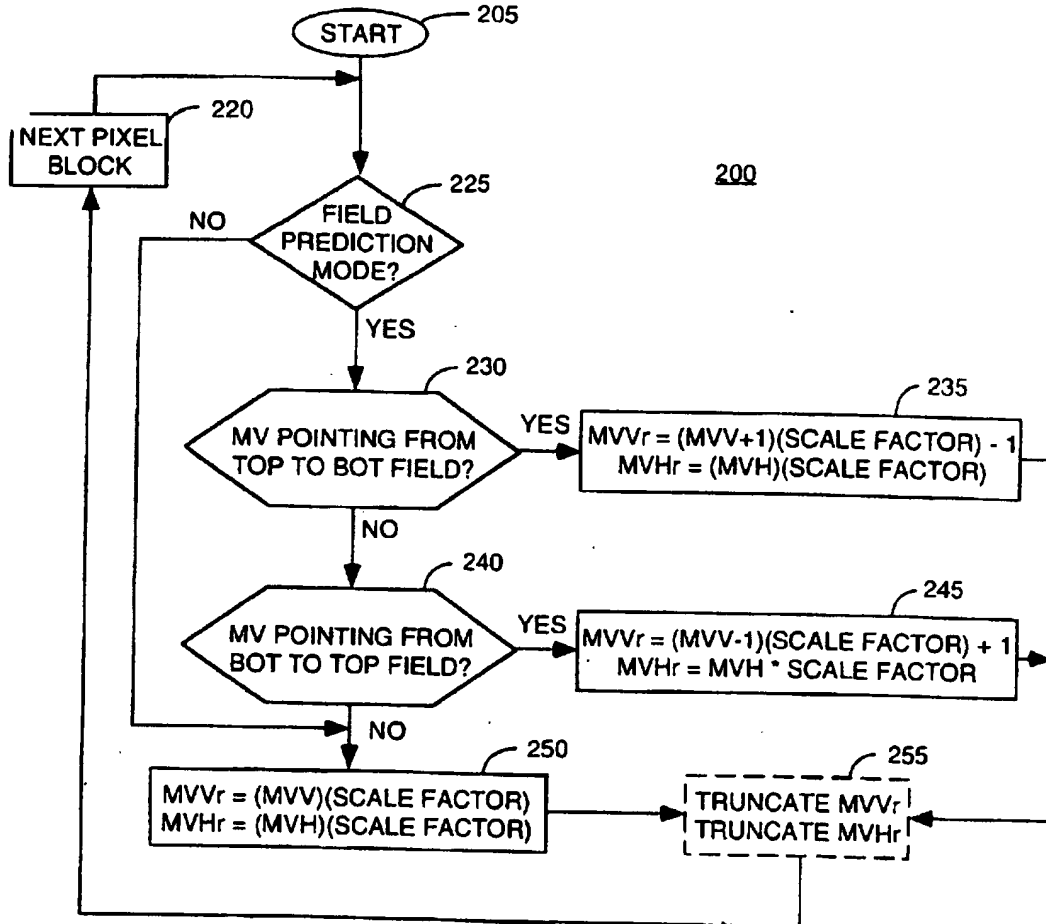 START
205
NEXT PIXEL
BLOCK
220
200
FIELD
PREDICTION
MODE?
225
NO
YES
230
MV POINTING FROM
TOP TO BOT FIELD?
YES
235
MVVr = (MVV+1)(SCALE FACTOR) - 1
MVHr = (MVH)(SCALE FACTOR)
NO
240
MV POINTING FROM
BOT TO TOP FIELD?
YES
245
MVVr = (MVV-1)(SCALE FACTOR) + 1
MVHr = MVH * SCALE FACTOR
NO
250
MVVr = (MVV)(SCALE FACTOR)
MVHr = (MVH)(SCALE FACTOR)
255
TRUNCATE MVVr
TRUNCATE MVHr